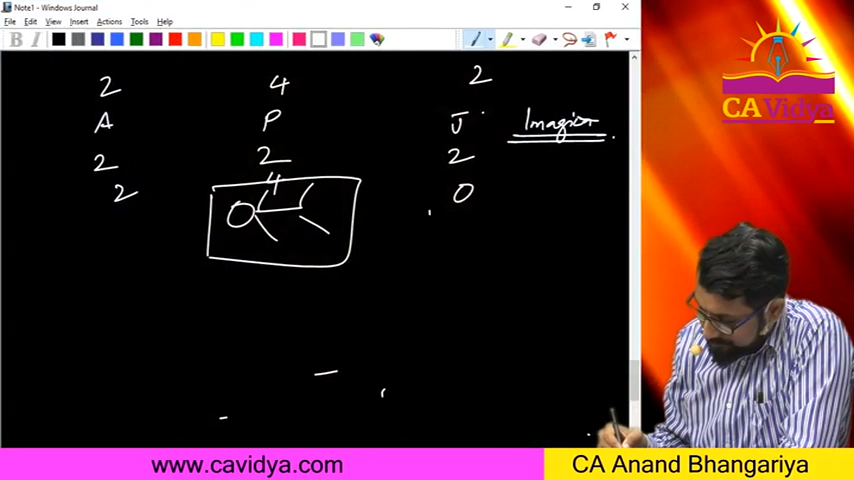 Note1 - Windows Journal
File Edit View Insert Actions Tools Help
B I
2 4 2
A P J
2 2 2
2 4 0
CA Vidya
www.cavidya.com
CA Anand Bhangariya